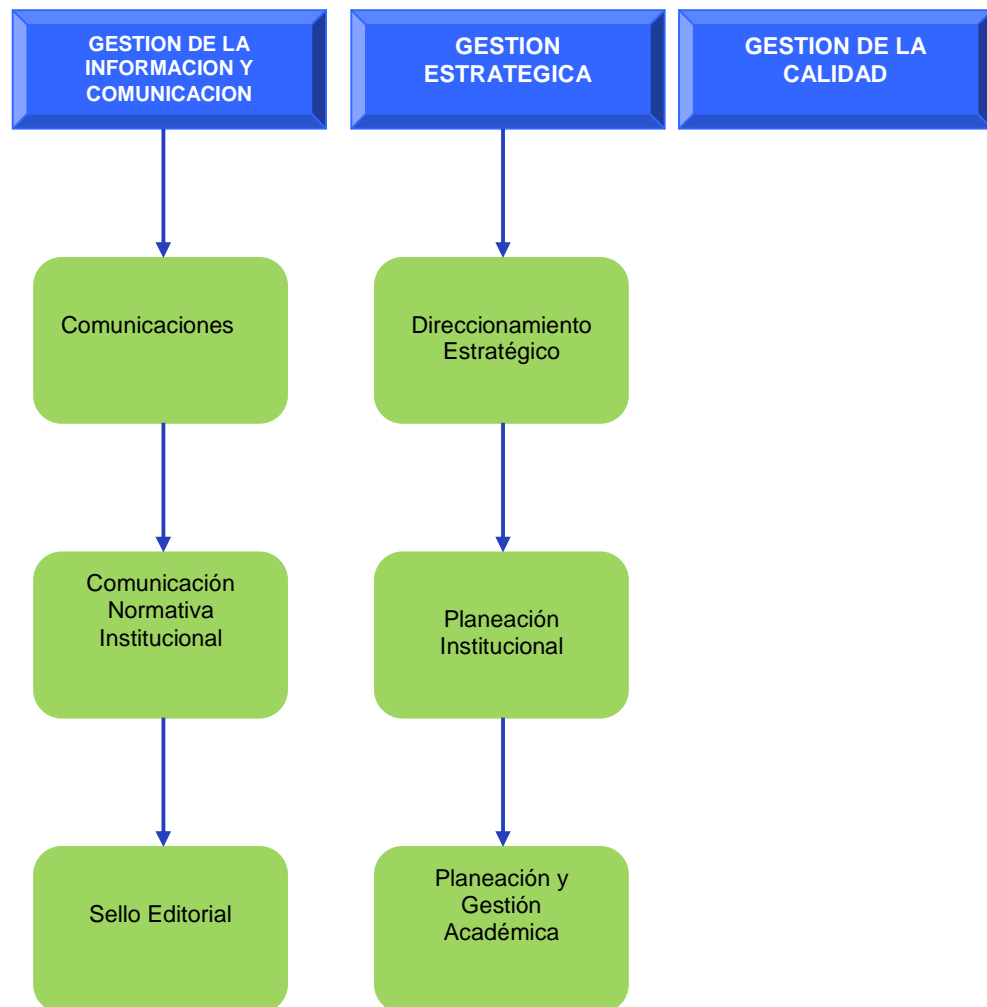 GESTION DE LA
INFORMACION Y
COMUNICACION
GESTION
ESTRATEGICA
GESTION DE LA
CALIDAD
Comunicaciones
Direccionamiento
Estratégico
Comunicación
Normativa
Institucional
Planeación
Institucional
Sello Editorial
Planeación y
Gestión
Académica